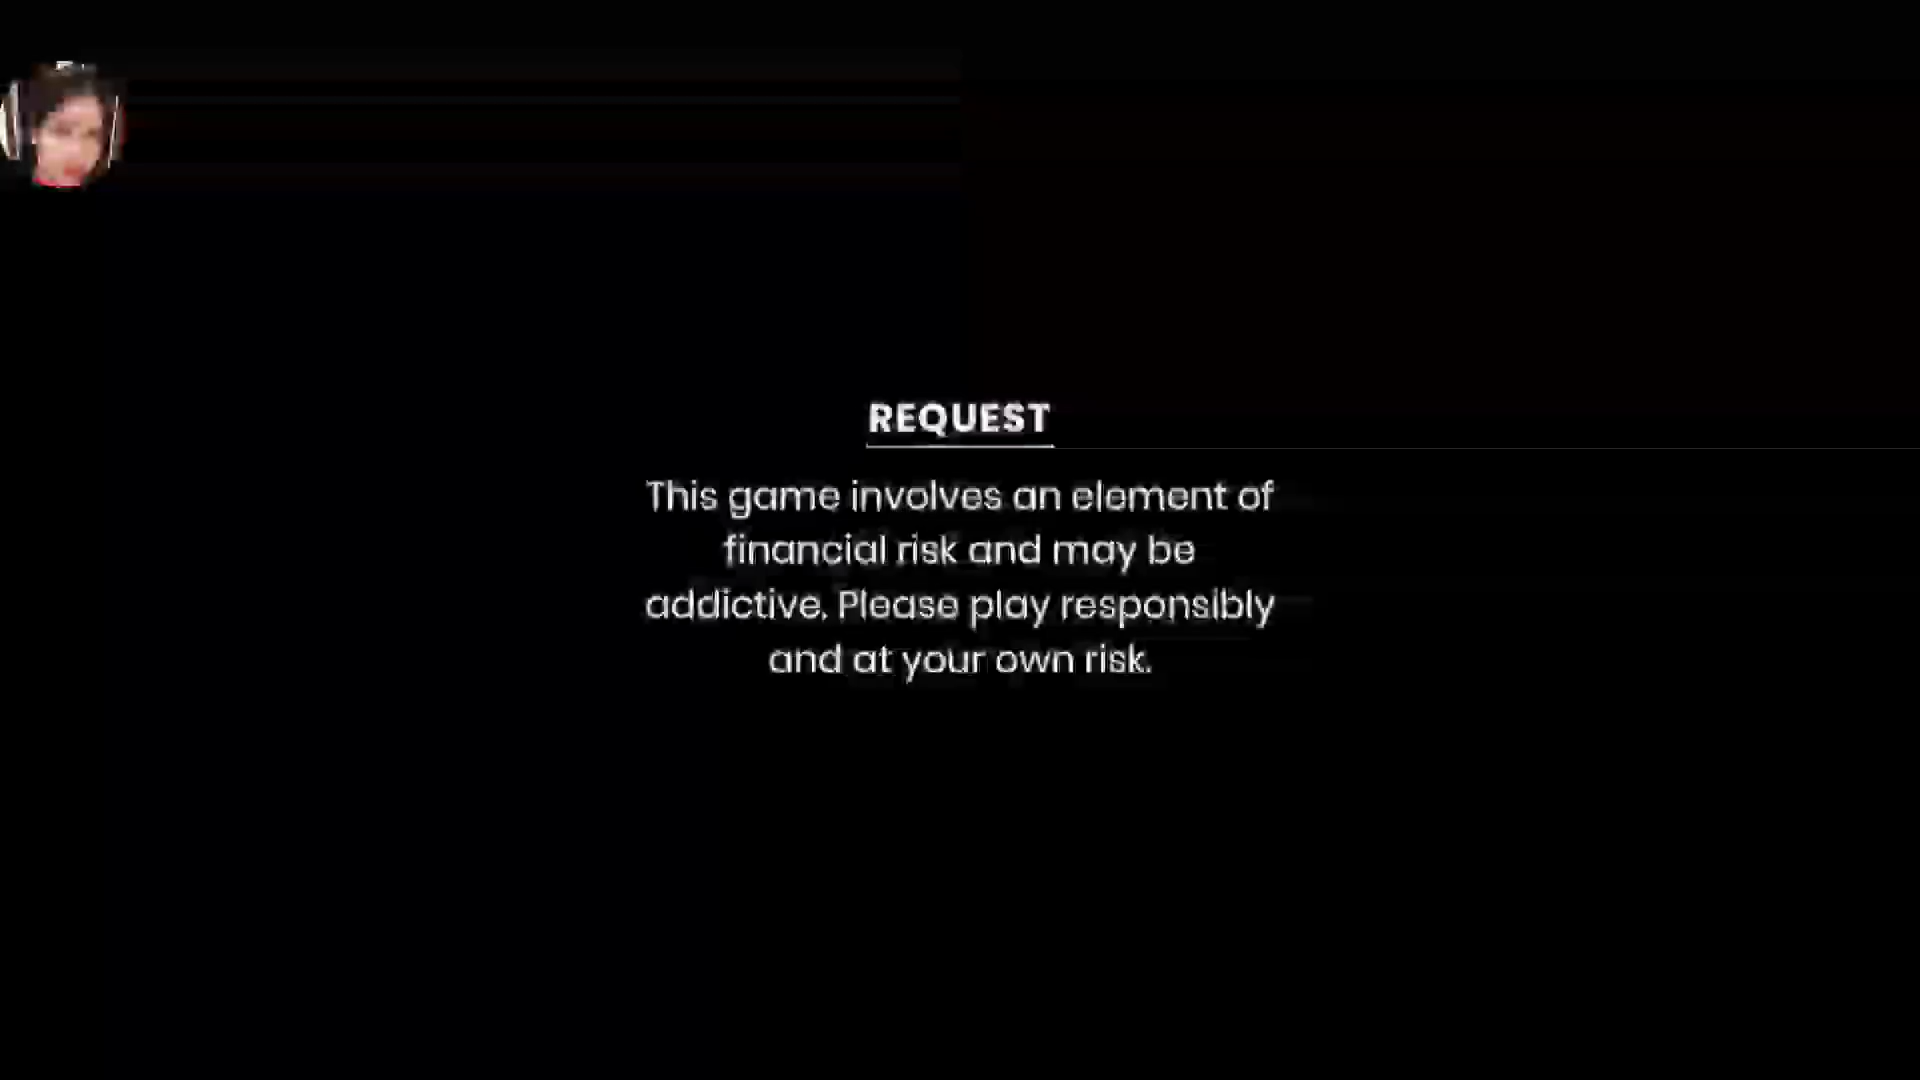 REQUEST
This game involves an element of
financial risk and may be
addictive. Please play responsibly
and at your own risk.